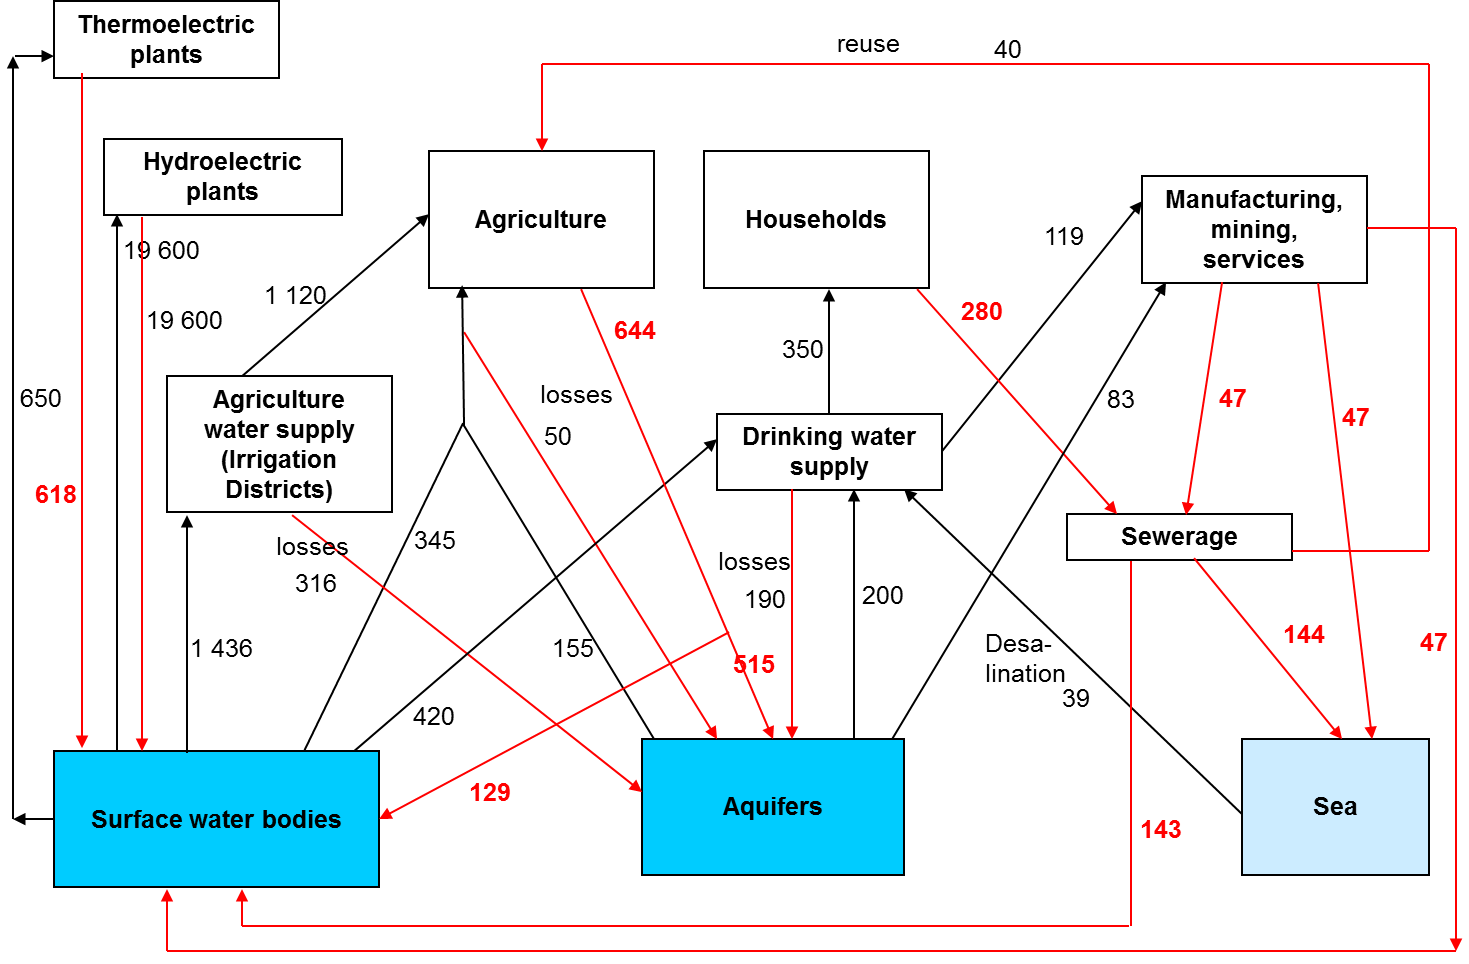 Thermoelectric
plants
reuse
40
Hydroelectric
plants
Agriculture
Households
Manufacturing,
mining,
services
19 600
119
1 120
280
19 600
644
350
650
losses
83
47
47
Agriculture
water supply
(Irrigation
Districts)
50
Drinking water
supply
618
losses
316
345
losses
190
200
Sewerage
1 436
155
515
Desa-
lination
39
144
47
420
129
143
Surface water bodies
Aquifers
Sea